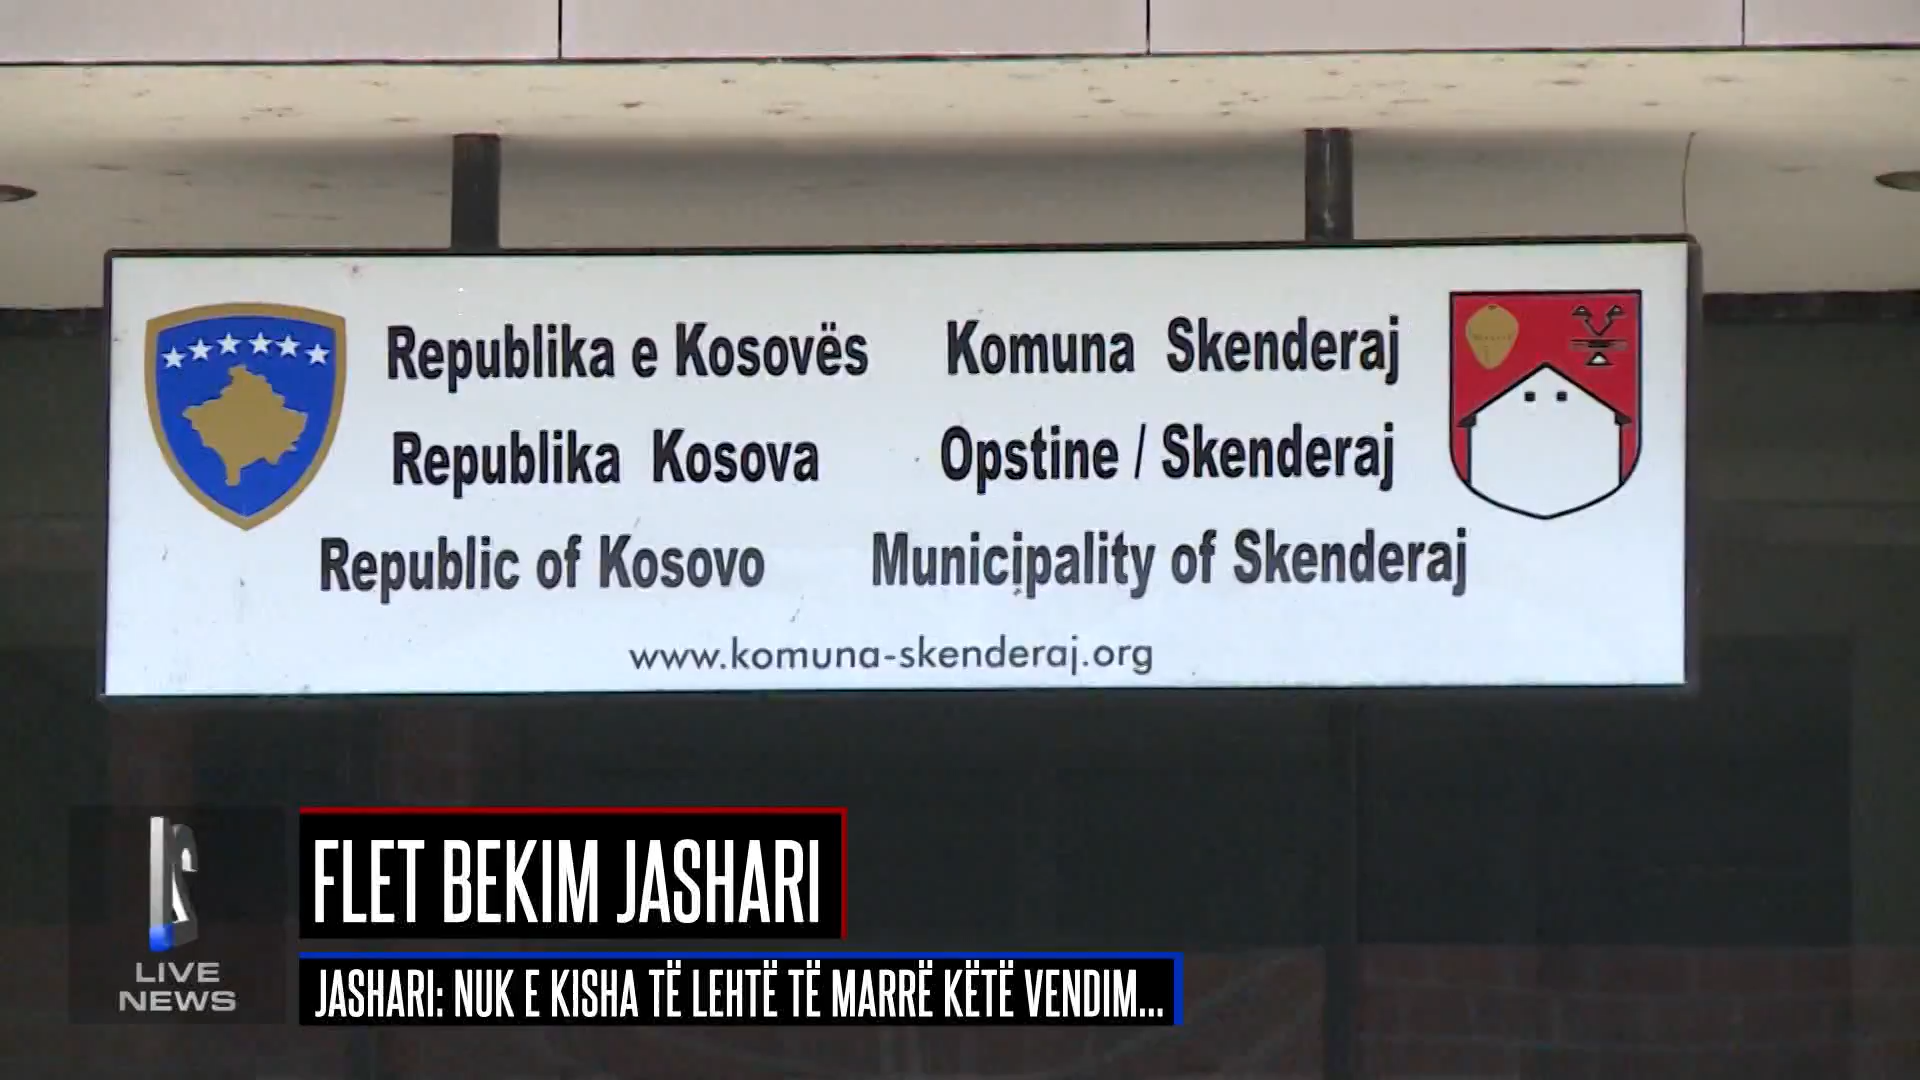 Republika e Kosovës
Komuna Skenderaj
Republika Kosova
Opstine / Skenderaj
Republic of Kosovo
Municipality of Skenderaj
www.komuna-skenderaj.org
FLET BEKIM JASHARI
JASHARI: NUK E KISHA TË LEHTË TË MARRË KËTË VENDIM...
LIVE
NEWS